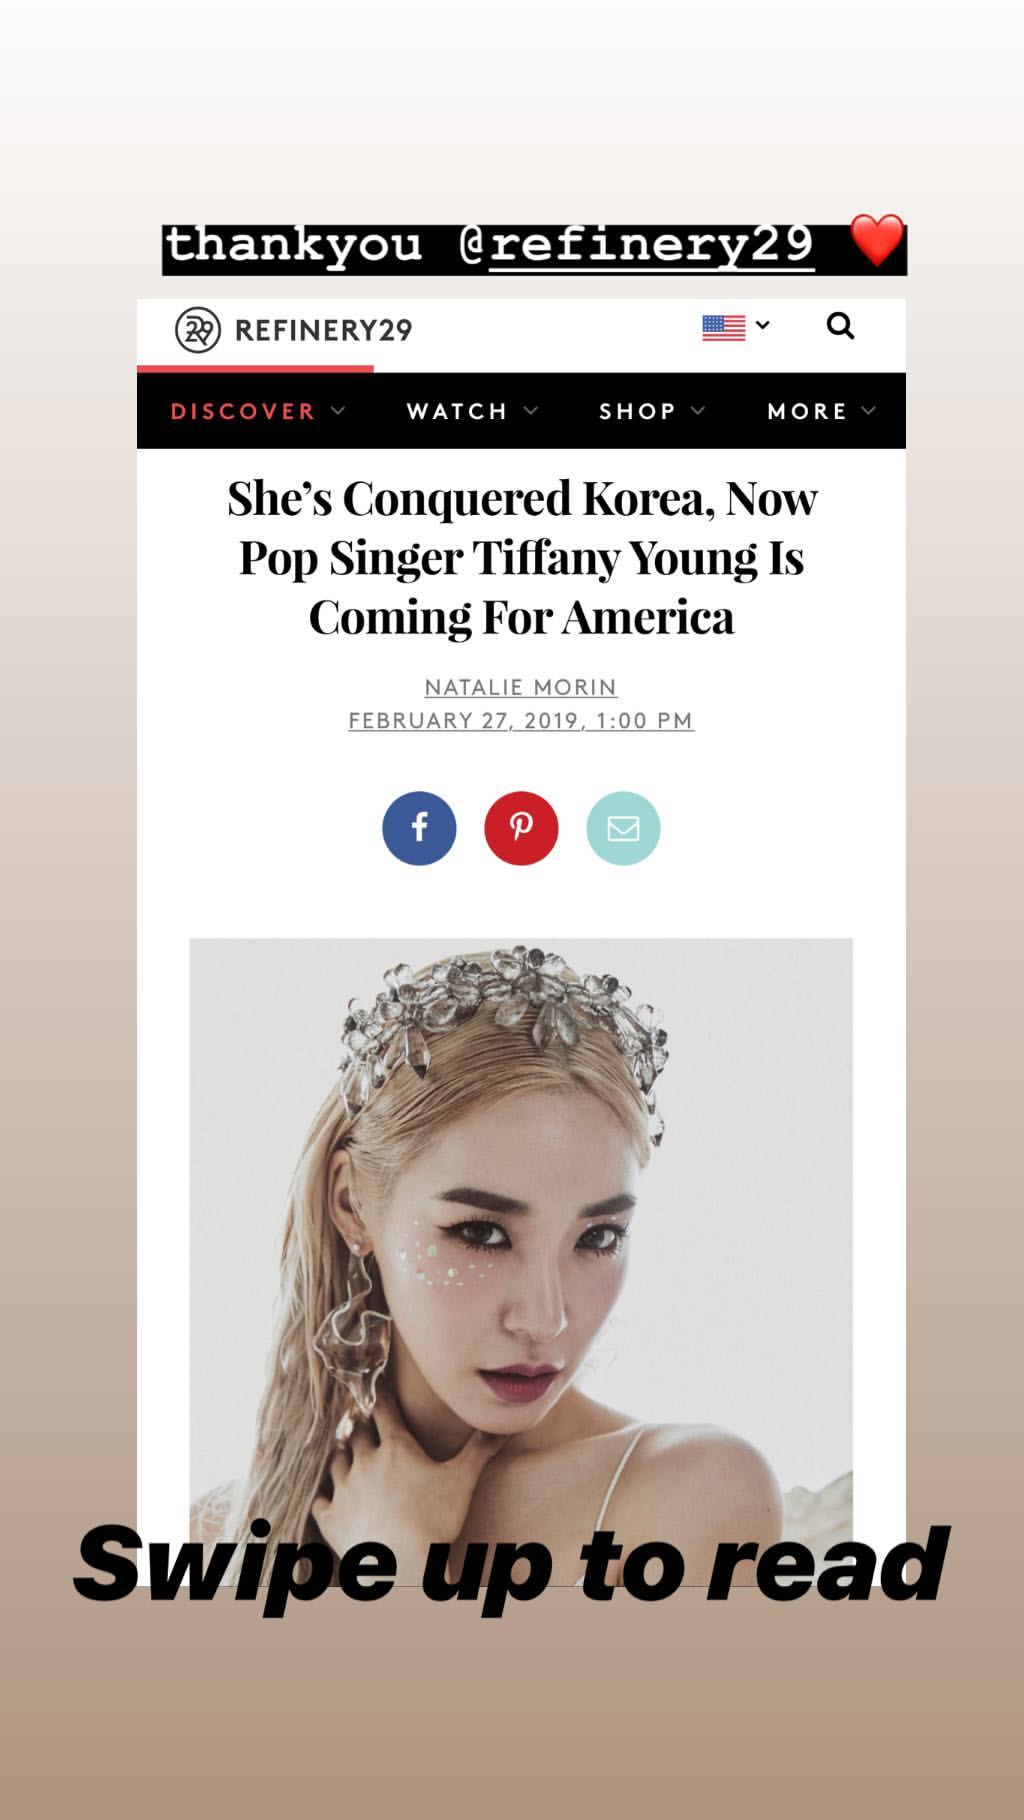 thankyou @refinery29 ❤️
29 REFINERY29
DISCOVER WATCH SHOP MORE
She’s Conquered Korea, Now
Pop Singer Tiffany Young Is
Coming For America
NATALIE MORIN
FEBRUARY 27, 2019, 1:00 PM
Swipe up to read